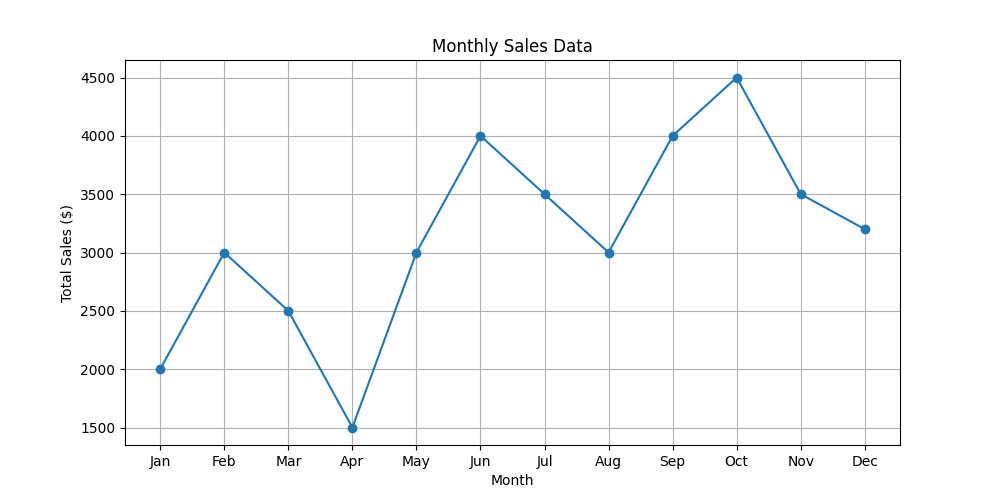 Monthly Sales Data
Total Sales ($)
4500
4000
3500
3000
2500
2000
1500
Jan Feb Mar Apr May Jun Jul Aug Sep Oct Nov Dec
Month